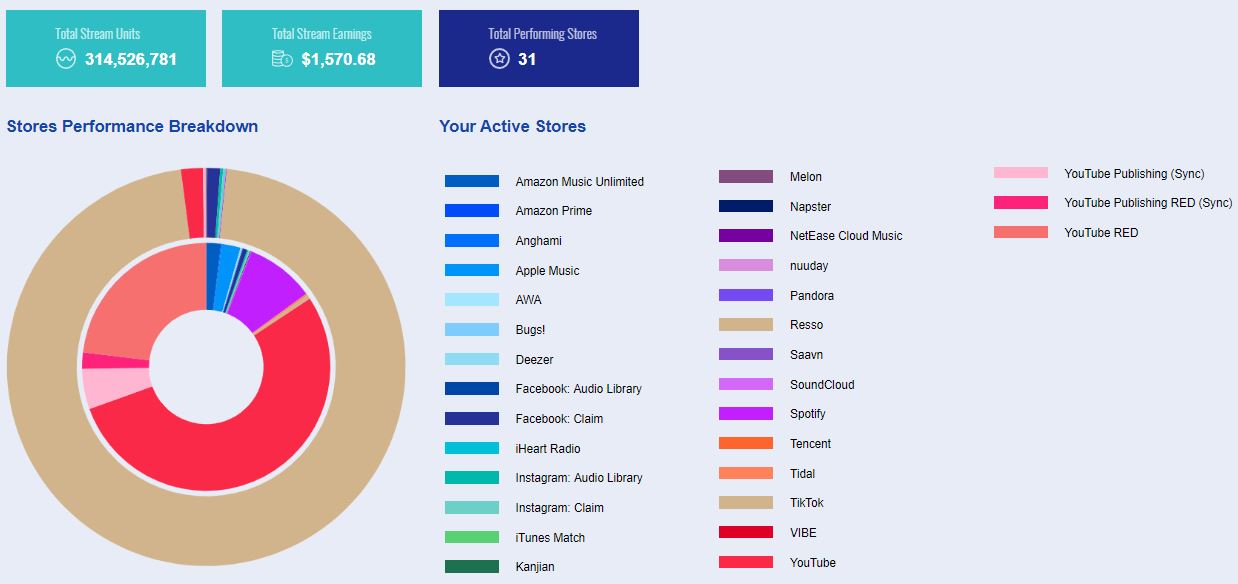 Total Stream Units
314,526,781
Total Stream Earnings
$1,570.68
Total Performing Stores
31
Stores Performance Breakdown
Your Active Stores
Amazon Music Unlimited
Amazon Prime
Anghami
Apple Music
AWA
Bugs!
Deezer
Facebook: Audio Library
Facebook: Claim
iHeart Radio
Instagram: Audio Library
Instagram: Claim
iTunes Match
Kanjian
Melon
Napster
NetEase Cloud Music
nuuday
Pandora
Resso
Saavn
SoundCloud
Spotify
Tencent
Tidal
TikTok
VIBE
YouTube
YouTube Publishing (Sync)
YouTube Publishing RED (Sync)
YouTube RED